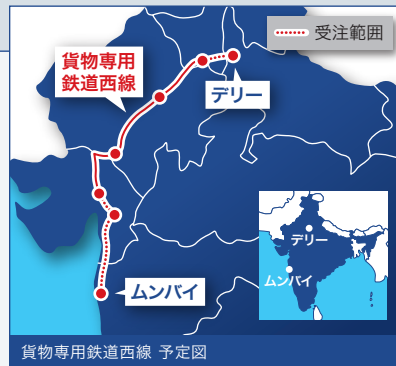 受注範囲
貨物専用
鉄道西線
デリー
デリー
ムンバイ
ムンバイ
貨物専用鉄道西線 予定図